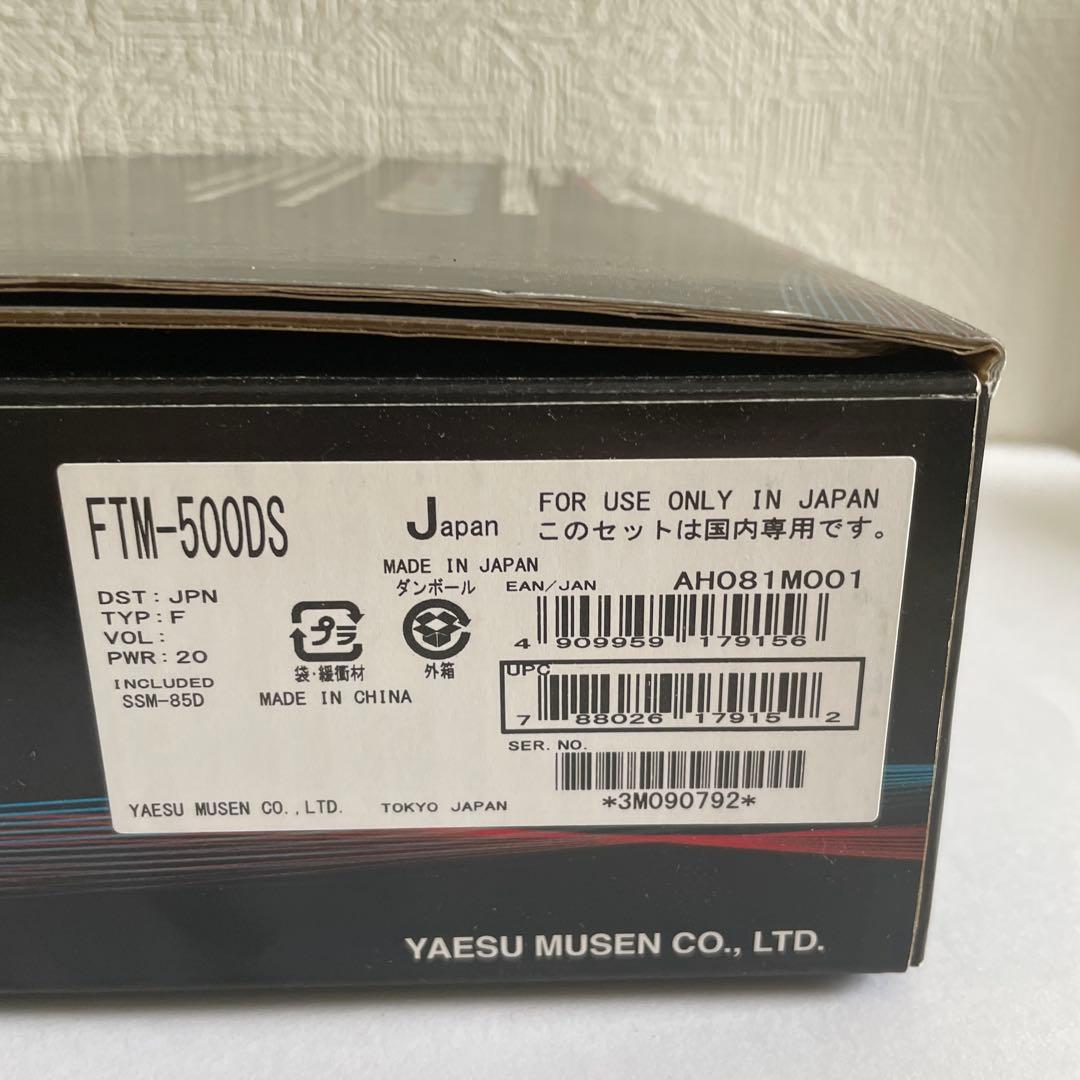 FTM-500DS
Japan
FOR USE ONLY IN JAPAN
このセットは国内専用です。
MADE IN JAPAN
DST: JPN
TYP: F
VOL:
PWR: 20
INCLUDED
SSM-85D
プラ
袋・緩衝材
ダンボール
外箱
MADE IN CHINA
EAN/JAN
AH081M001
4 909959 179156
UPC
7 88026 17915 2
SER. NO.
*3M090792*
YAESU MUSEN CO.,LTD. TOKYO JAPAN
YAESU MUSEN CO., LTD.